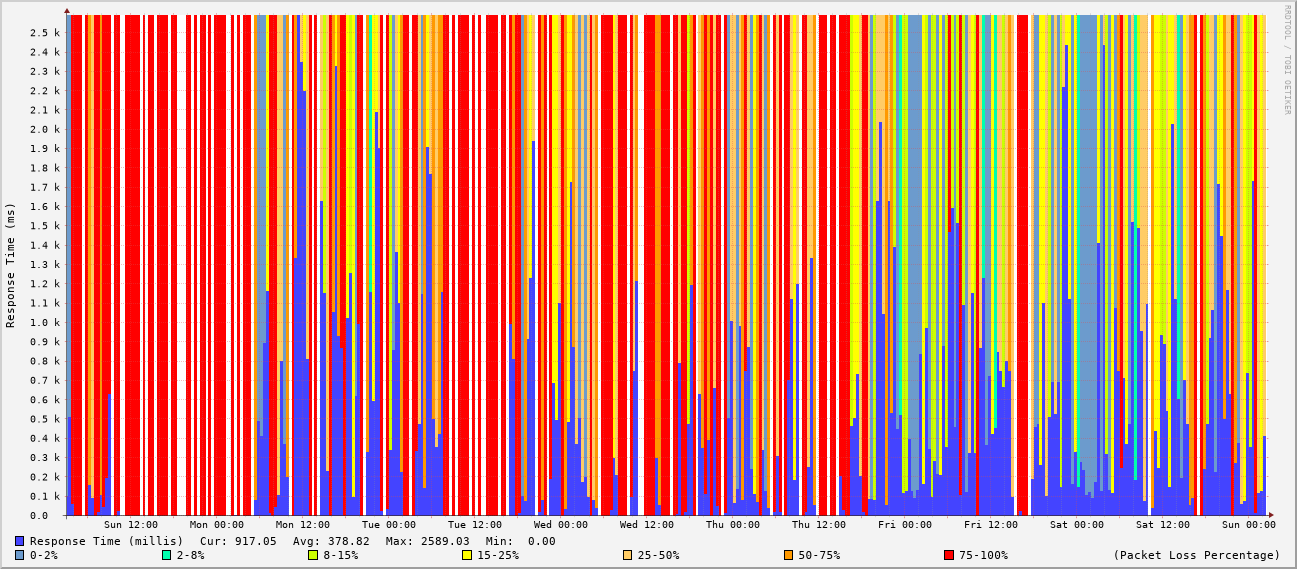 RRDTOOL / TOBI OETIKER
Response Time (ms)
2.5 k
2.4 k
2.3 k
2.2 k
2.1 k
2.0 k
1.9 k
1.8 k
1.7 k
1.6 k
1.5 k
1.4 k
1.3 k
1.2 k
1.1 k
1.0 k
0.9 k
0.8 k
0.7 k
0.6 k
0.5 k
0.4 k
0.3 k
0.2 k
0.1 k
0.0
Sun 12:00 Mon 00:00 Mon 12:00 Tue 00:00 Tue 12:00 Wed 00:00 Wed 12:00 Thu 00:00 Thu 12:00 Fri 00:00 Fri 12:00 Sat 00:00 Sat 12:00 Sun 00:00
Response Time (millis) Cur: 917.05 Avg: 378.82 Max: 2589.03 Min: 0.00
0-2% 2-8% 8-15% 15-25% 25-50% 50-75% 75-100% (Packet Loss Percentage)